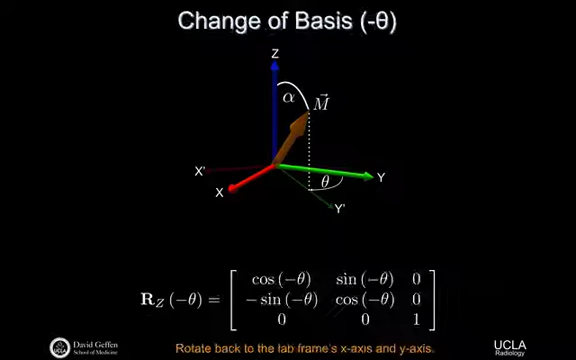 Change of Basis (-θ)
Z
α
M⃗
X'
X
θ
Y
Y'
R_Z (−θ) = [ cos (−θ) sin (−θ) 0
− sin (−θ) cos (−θ) 0
0 0 1 ]
Rotate back to the lab frame's x-axis and y-axis.
UCLA
David Geffen
School of Medicine
UCLA
Radiology